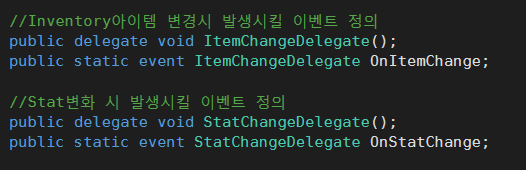 //Inventory아이템 변경시 발생시킬 이벤트 정의
public delegate void ItemChangeDelegate();
public static event ItemChangeDelegate OnItemChange;
//Stat변화 시 발생시킬 이벤트 정의
public delegate void StatChangeDelegate();
public static event StatChangeDelegate OnStatChange;